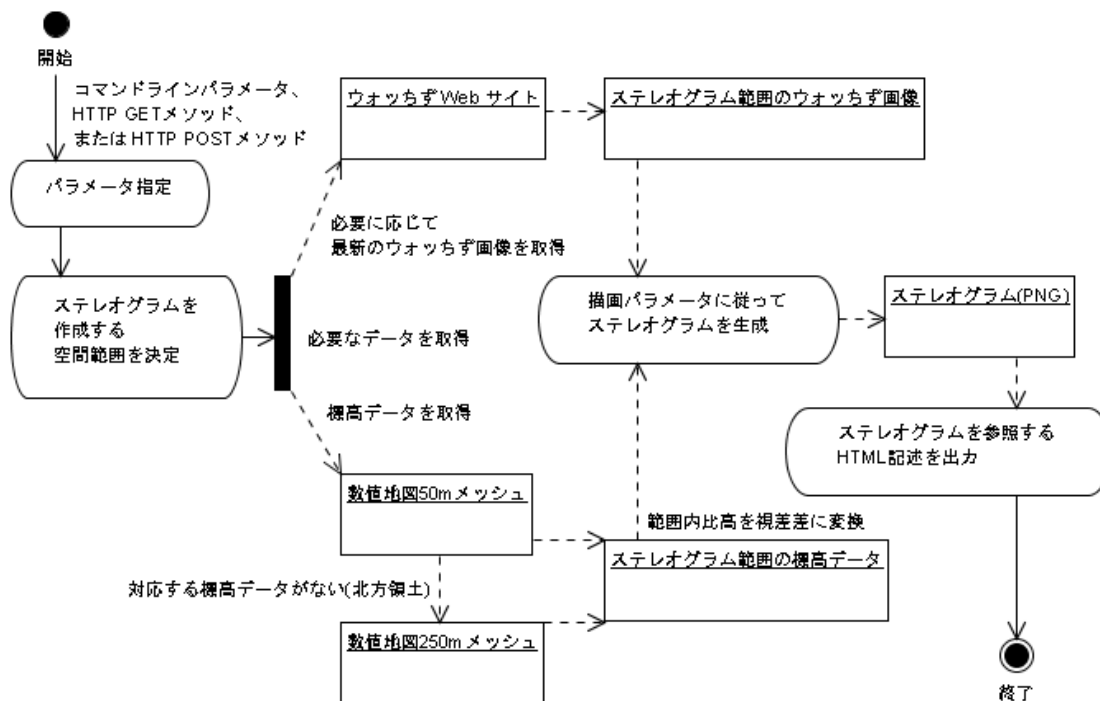 開始
コマンドラインパラメータ、
HTTP GETメソッド、
またはHTTP POSTメソッド
パラメータ指定
ステレオグラムを
作成する
空間範囲を決定
ウォッちずWebサイト
ステレオグラム範囲のウォッちず画像
必要に応じて
最新のウォッちず画像を取得
必要なデータを取得
標高データを取得
描画パラメータに従って
ステレオグラムを生成
ステレオグラム(PNG)
ステレオグラムを参照する
HTML記述を出力
数値地図50mメッシュ
範囲内比高を視差差に変換
ステレオグラム範囲の標高データ
対応する標高データがない(北方領土)
数値地図250mメッシュ
終了